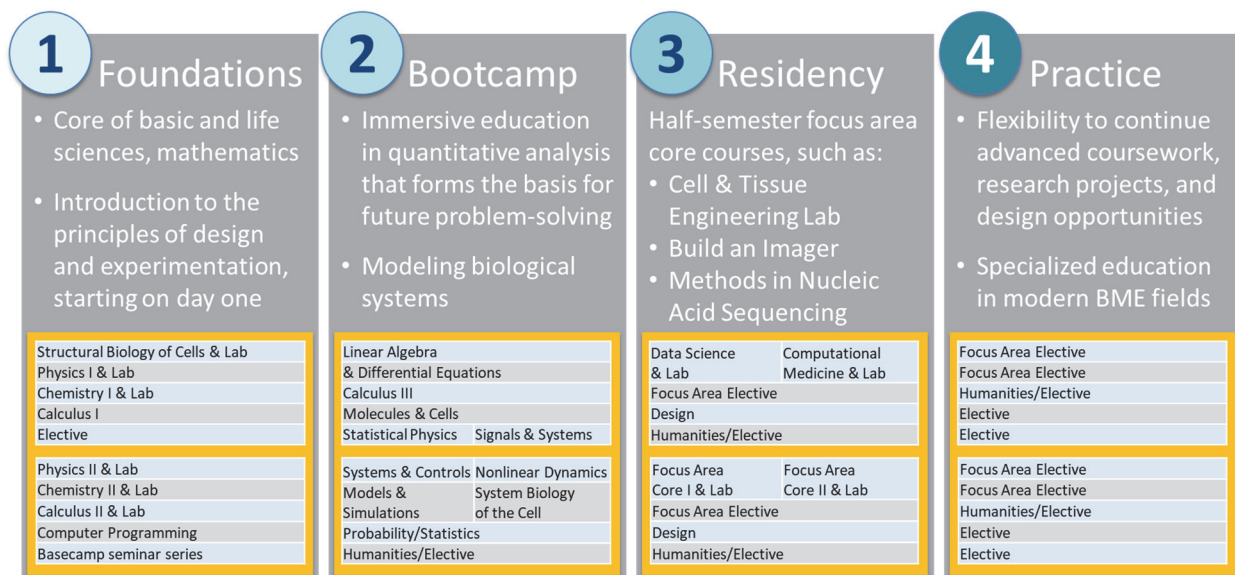 1
Foundations
• Core of basic and life
sciences, mathematics
• Introduction to the
principles of design
and experimentation,
starting on day one
Structural Biology of Cells & Lab
Physics I & Lab
Chemistry I & Lab
Calculus I
Elective
Physics II & Lab
Chemistry II & Lab
Calculus II & Lab
Computer Programming
Basecamp seminar series
2
Bootcamp
• Immersive education
in quantitative analysis
that forms the basis for
future problem-solving
• Modeling biological
systems
Linear Algebra
& Differential Equations
Calculus III
Molecules & Cells
Statistical Physics
Signals & Systems
Systems & Controls
Nonlinear Dynamics
Models &
Simulations
System Biology
of the Cell
Probability/Statistics
Humanities/Elective
3
Residency
Half-semester focus area
core courses, such as:
• Cell & Tissue
Engineering Lab
• Build an Imager
• Methods in Nucleic
Acid Sequencing
Data Science
& Lab
Computational
Medicine & Lab
Focus Area Elective
Design
Humanities/Elective
Focus Area
Core I & Lab
Focus Area
Core II & Lab
Focus Area Elective
Design
Humanities/Elective
4
Practice
• Flexibility to continue
advanced coursework,
research projects, and
design opportunities
• Specialized education
in modern BME fields
Focus Area Elective
Focus Area Elective
Humanities/Elective
Elective
Elective
Focus Area Elective
Focus Area Elective
Humanities/Elective
Elective
Elective